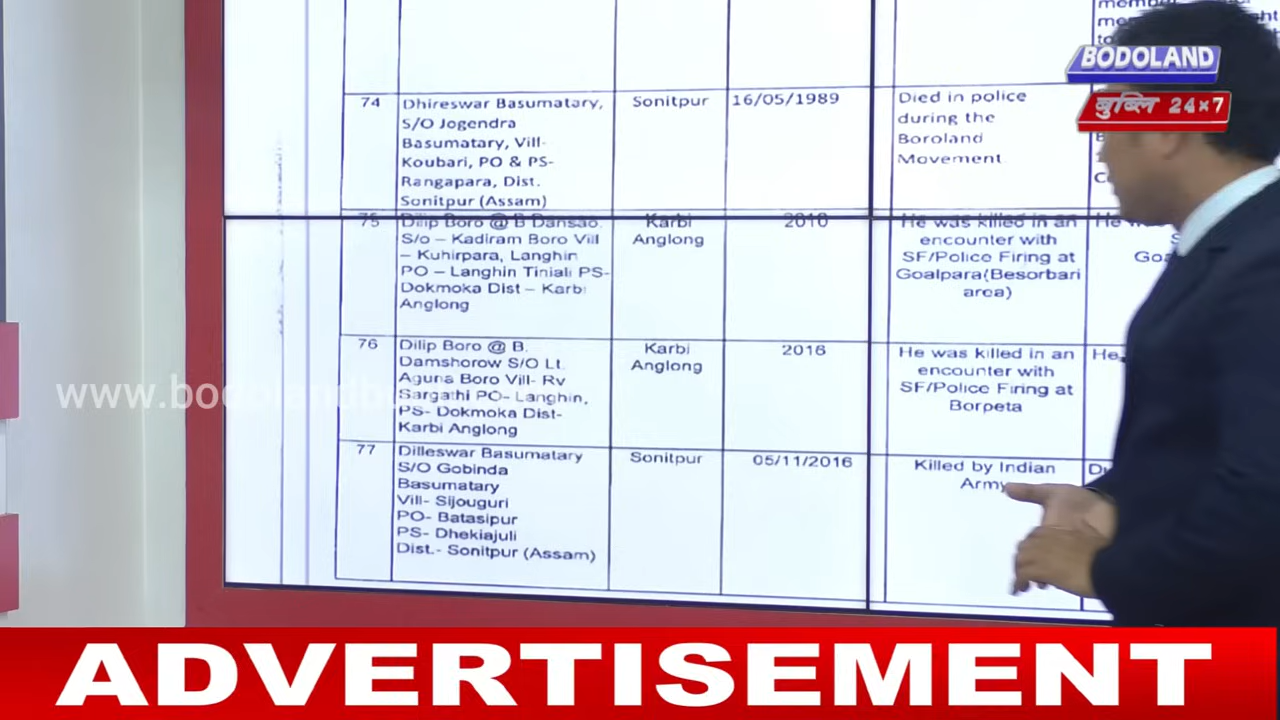 BODOLAND
बुब्लि 24×7
74
Dhireswar Basumatary,
S/O Jogendra
Basumatary, Vill-
Koubari, PO & PS-
Rangapara, Dist.
Sonitpur (Assam)
Sonitpur
16/05/1989
Died in police
during the
Boroland
Movement
75
Dilip Boro @ B Dansao
S/o – Kadiram Boro Vill
– Kuhirpara, Langhin
PO – Langhin Tiniali PS-
Dokmoka Dist – Karbi
Anglong
Karbi
Anglong
2010
He was killed in an
encounter with
SF/Police Firing at
Goalpara(Besorbari
area)
He
76
Dilip Boro @ B.
Damshorow S/O Lt.
Aguna Boro Vill- Rv
Sargathi PO- Langhin,
PS- Dokmoka Dist-
Karbi Anglong
Karbi
Anglong
2016
He was killed in an
encounter with
SF/Police Firing at
Borpeta
He
77
Dilleswar Basumatary
S/O Gobinda
Basumatary
Vill- Sijouguri
PO- Batasipur
PS- Dhekiajuli
Dist.- Sonitpur (Assam)
Sonitpur
05/11/2016
Killed by Indian
Army
ADVERTISEMENT